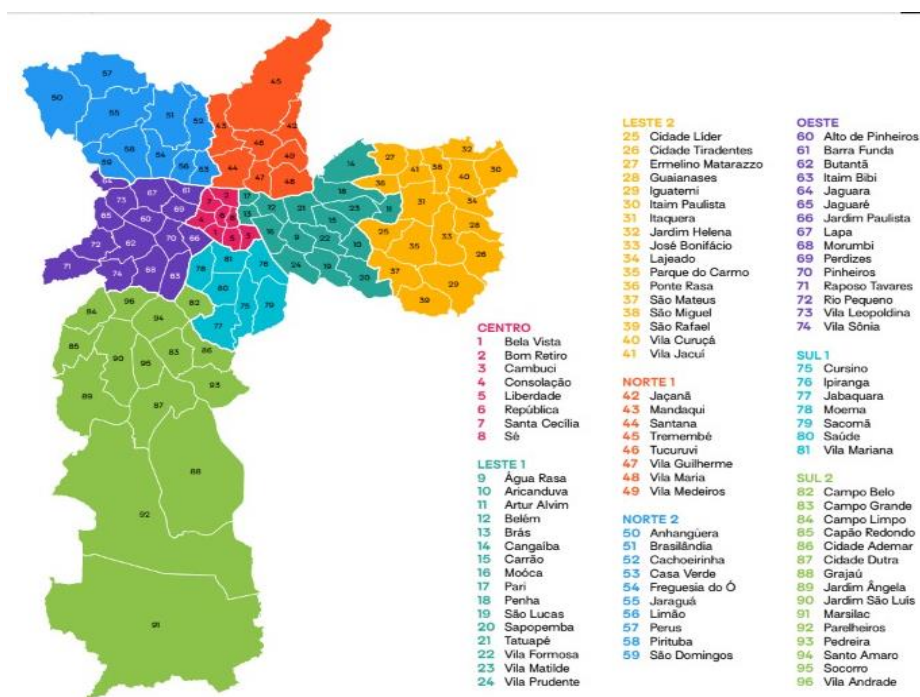 CENTRO
1 Bela Vista
2 Bom Retiro
3 Cambuci
4 Consolação
5 Liberdade
6 República
7 Santa Cecília
8 Sé
LESTE 1
9 Água Rasa
10 Aricanduva
11 Artur Alvim
12 Belém
13 Brás
14 Cangaíba
15 Carrão
16 Moóca
17 Pari
18 Penha
19 São Lucas
20 Sapopemba
21 Tatuapé
22 Vila Formosa
23 Vila Matilde
24 Vila Prudente
LESTE 2
25 Cidade Líder
26 Cidade Tiradentes
27 Ermelino Matarazzo
28 Guaianases
29 Iguatemi
30 Itaim Paulista
31 Itaquera
32 Jardim Helena
33 José Bonifácio
34 Lajeado
35 Parque do Carmo
36 Ponte Rasa
37 São Mateus
38 São Miguel
39 São Rafael
40 Vila Curuçá
41 Vila Jacuí
NORTE 1
42 Jaçanã
43 Mandaqui
44 Santana
45 Tremembé
46 Tucuruvi
47 Vila Guilherme
48 Vila Maria
49 Vila Medeiros
NORTE 2
50 Anhangüera
51 Brasilândia
52 Cachoeirinha
53 Casa Verde
54 Freguesia do Ó
55 Jaraguá
56 Limão
57 Perus
58 Pirituba
59 São Domingos
OESTE
60 Alto de Pinheiros
61 Barra Funda
62 Butantã
63 Itaim Bibi
64 Jaguara
65 Jaguaré
66 Jardim Paulista
67 Lapa
68 Morumbi
69 Perdizes
70 Pinheiros
71 Raposo Tavares
72 Rio Pequeno
73 Vila Leopoldina
74 Vila Sônia
SUL 1
75 Cursino
76 Ipiranga
77 Jabaquara
78 Moema
79 Sacomã
80 Saúde
81 Vila Mariana
SUL 2
82 Campo Belo
83 Campo Grande
84 Campo Limpo
85 Capão Redondo
86 Cidade Ademar
87 Cidade Dutra
88 Grajaú
89 Jardim Ângela
90 Jardim São Luís
91 Marsilac
92 Parelheiros
93 Pedreira
94 Santo Amaro
95 Socorro
96 Vila Andrade